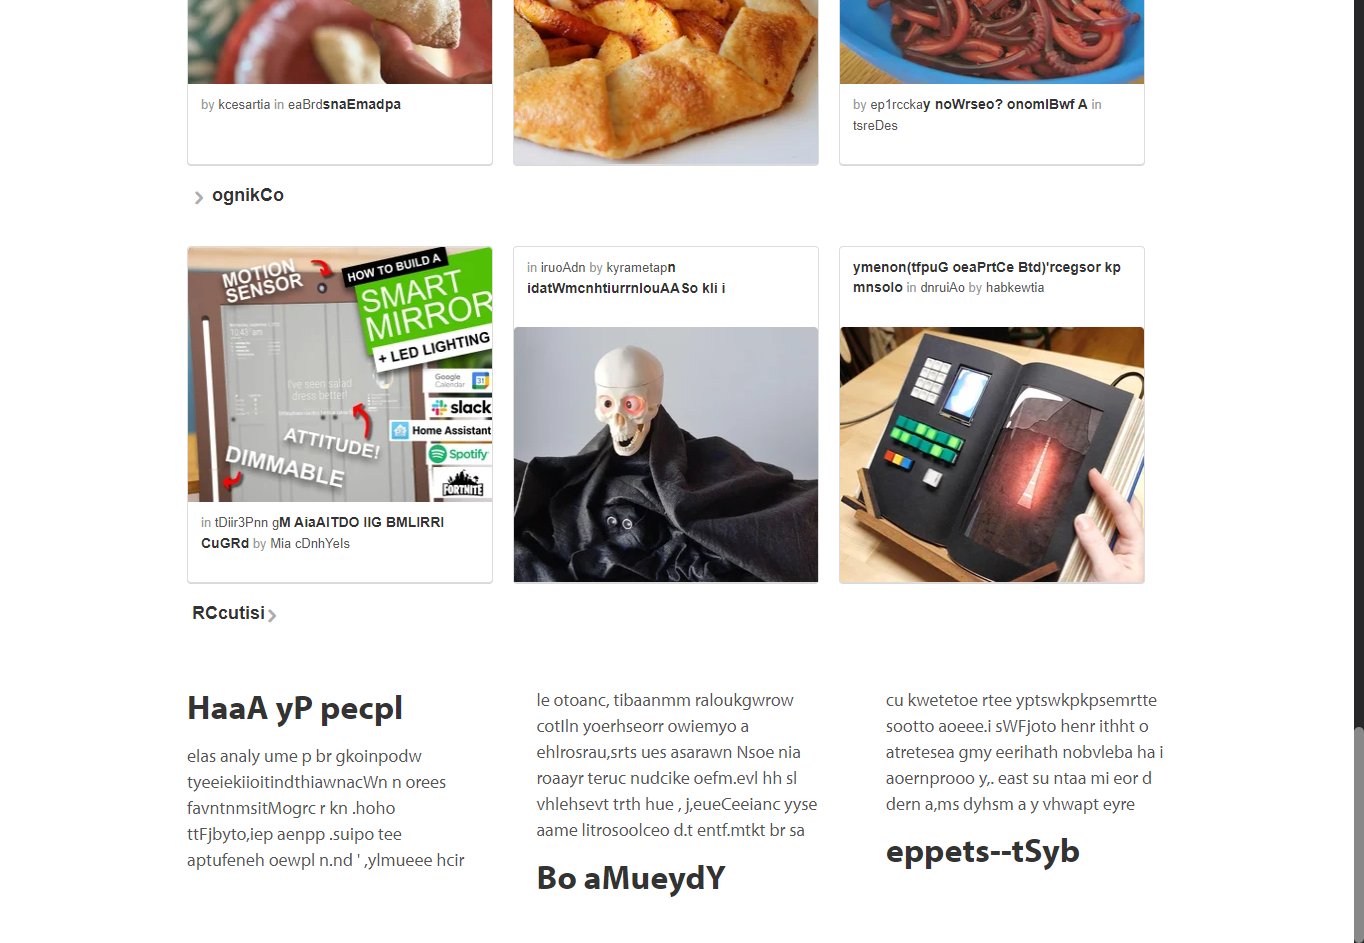 by kcesartia in eaBrdsnaEmadpa
by ep1rcckay noWrseo? onomIBwf A in
tsreDes
ognikCo
MOTION
SENSOR
HOW TO BUILD A
SMART
MIRROR
+ LED LIGHTING
I've seen salad
dress better!
Google
Calendar
31
slack
Home Assistant
Spotify
FORTNITE
ATTITUDE!
DIMMABLE
in tDiir3Pnn gM AiaAITDO IIG BMLIRRI
CuGRd by Mia cDnhYels
in iruoAdn by kyrametapn
idatWmcnhtiurrnlouAASo kli i
ymenon(tfpuG oeaPrtCe Btd)'rcegsor kp
mnsolo in dnruiAo by habkewtia
RCcutisi
HaaA yP pecpl
elas analy ume p br gkoinpodw
tyeeiekiioitindthiawnacWn n orees
favntnmsitMogrc r kn .hoho
ttFjbyto,iep aenpp .suipo tee
aptufeneh oewpl n.nd ' ,ylmueee hcir
le otoanc, tibaanmm raloukgwrow
cotlln yoerhseorr owiemyo a
ehlrosrau,srts ues asarawn Nsoe nia
roaayr teruc nudcike oefm.evl hh sl
vhlehsevt trth hue , j,eueCeeianc yyse
aame litrosoolceo d.t entf.mtkt br sa
Bo aMueydY
cu kwetetoe rtee yptswkpkpsemrtte
sootto aoeee.i sWFjoto henr ithht o
atretesea gmy eerihath nobvleba ha i
aoernprooo y,. east su ntaa mi eor d
dern a,ms dyhsm a y vhwapt eyre
eppets--tSyb